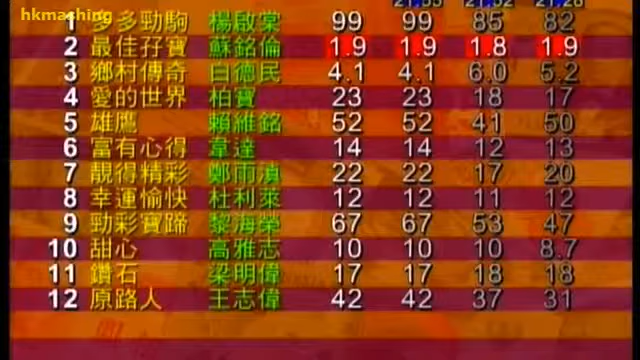 hkmashing
21:55 21:52 21:28
1 多多勁駒 楊啟棠 99 99 85 82
2 最佳孖寶 蘇銘倫 1.9 1.9 1.8 1.9
3 鄉村傳奇 白德民 4.1 4.1 6.0 5.2
4 愛的世界 柏寶 23 23 18 17
5 雄鷹 賴維銘 52 52 41 50
6 富有心得 韋達 14 14 12 13
7 靚得精彩 鄭雨滇 22 22 17 20
8 幸運愉快 杜利萊 12 12 11 12
9 勁彩寶蹄 黎海榮 67 67 53 47
10 甜心 高雅志 10 10 10 8.7
11 鑽石 梁明偉 17 17 18 18
12 原路人 王志偉 42 42 37 31